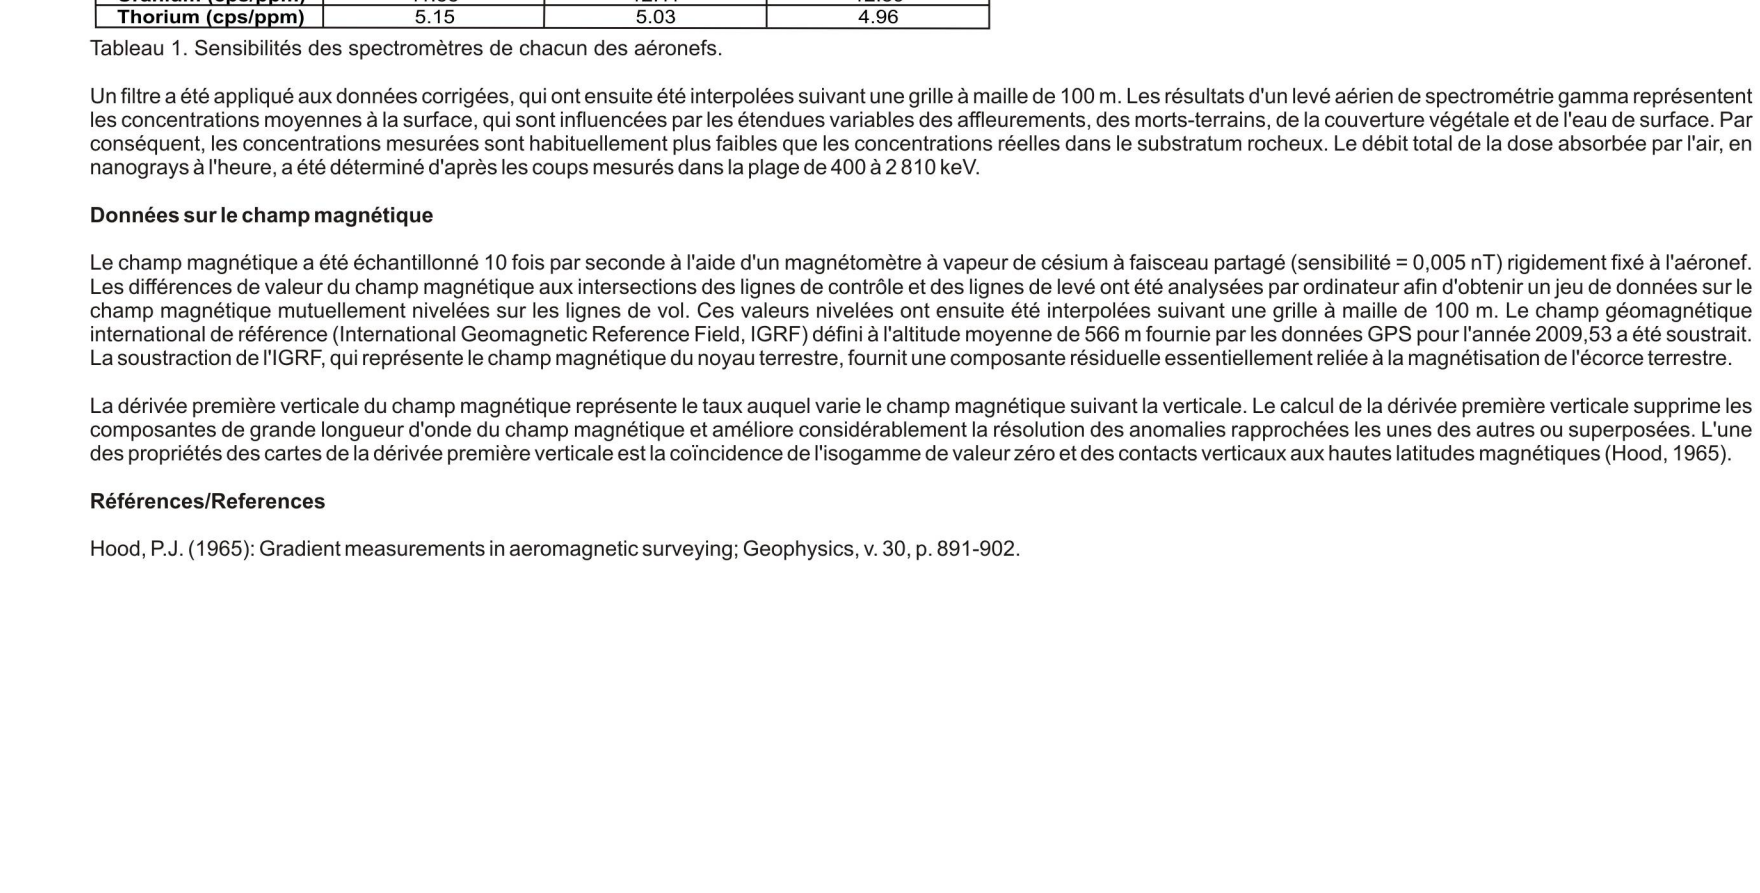 Thorium (cps/ppm) 5.15 5.03 4.96
Tableau 1. Sensibilités des spectromètres de chacun des aéronefs.
Un filtre a été appliqué aux données corrigées, qui ont ensuite été interpolées suivant une grille à maille de 100 m. Les résultats d'un levé aérien de spectrométrie gamma représentent
les concentrations moyennes à la surface, qui sont influencées par les étendues variables des affleurements, des morts-terrains, de la couverture végétale et de l'eau de surface. Par
conséquent, les concentrations mesurées sont habituellement plus faibles que les concentrations réelles dans le substratum rocheux. Le débit total de la dose absorbée par l'air, en
nanograys à l'heure, a été déterminé d'après les coups mesurés dans la plage de 400 à 2 810 keV.
Données sur le champ magnétique
Le champ magnétique a été échantillonné 10 fois par seconde à l'aide d'un magnétomètre à vapeur de césium à faisceau partagé (sensibilité = 0,005 nT) rigidement fixé à l'aéronef.
Les différences de valeur du champ magnétique aux intersections des lignes de contrôle et des lignes de levé ont été analysées par ordinateur afin d'obtenir un jeu de données sur le
champ magnétique mutuellement nivelées sur les lignes de vol. Ces valeurs nivelées ont ensuite été interpolées suivant une grille à maille de 100 m. Le champ géomagnétique
international de référence (International Geomagnetic Reference Field, IGRF) défini à l'altitude moyenne de 566 m fournie par les données GPS pour l'année 2009,53 a été soustrait.
La soustraction de l'IGRF, qui représente le champ magnétique du noyau terrestre, fournit une composante résiduelle essentiellement reliée à la magnétisation de l'écorce terrestre.
La dérivée première verticale du champ magnétique représente le taux auquel varie le champ magnétique suivant la verticale. Le calcul de la dérivée première verticale supprime les
composantes de grande longueur d'onde du champ magnétique et améliore considérablement la résolution des anomalies rapprochées les unes des autres ou superposées. L'une
des propriétés des cartes de la dérivée première verticale est la coïncidence de l'isogamme de valeur zéro et des contacts verticaux aux hautes latitudes magnétiques (Hood, 1965).
Références/References
Hood, P.J. (1965): Gradient measurements in aeromagnetic surveying; Geophysics, v. 30, p. 891-902.